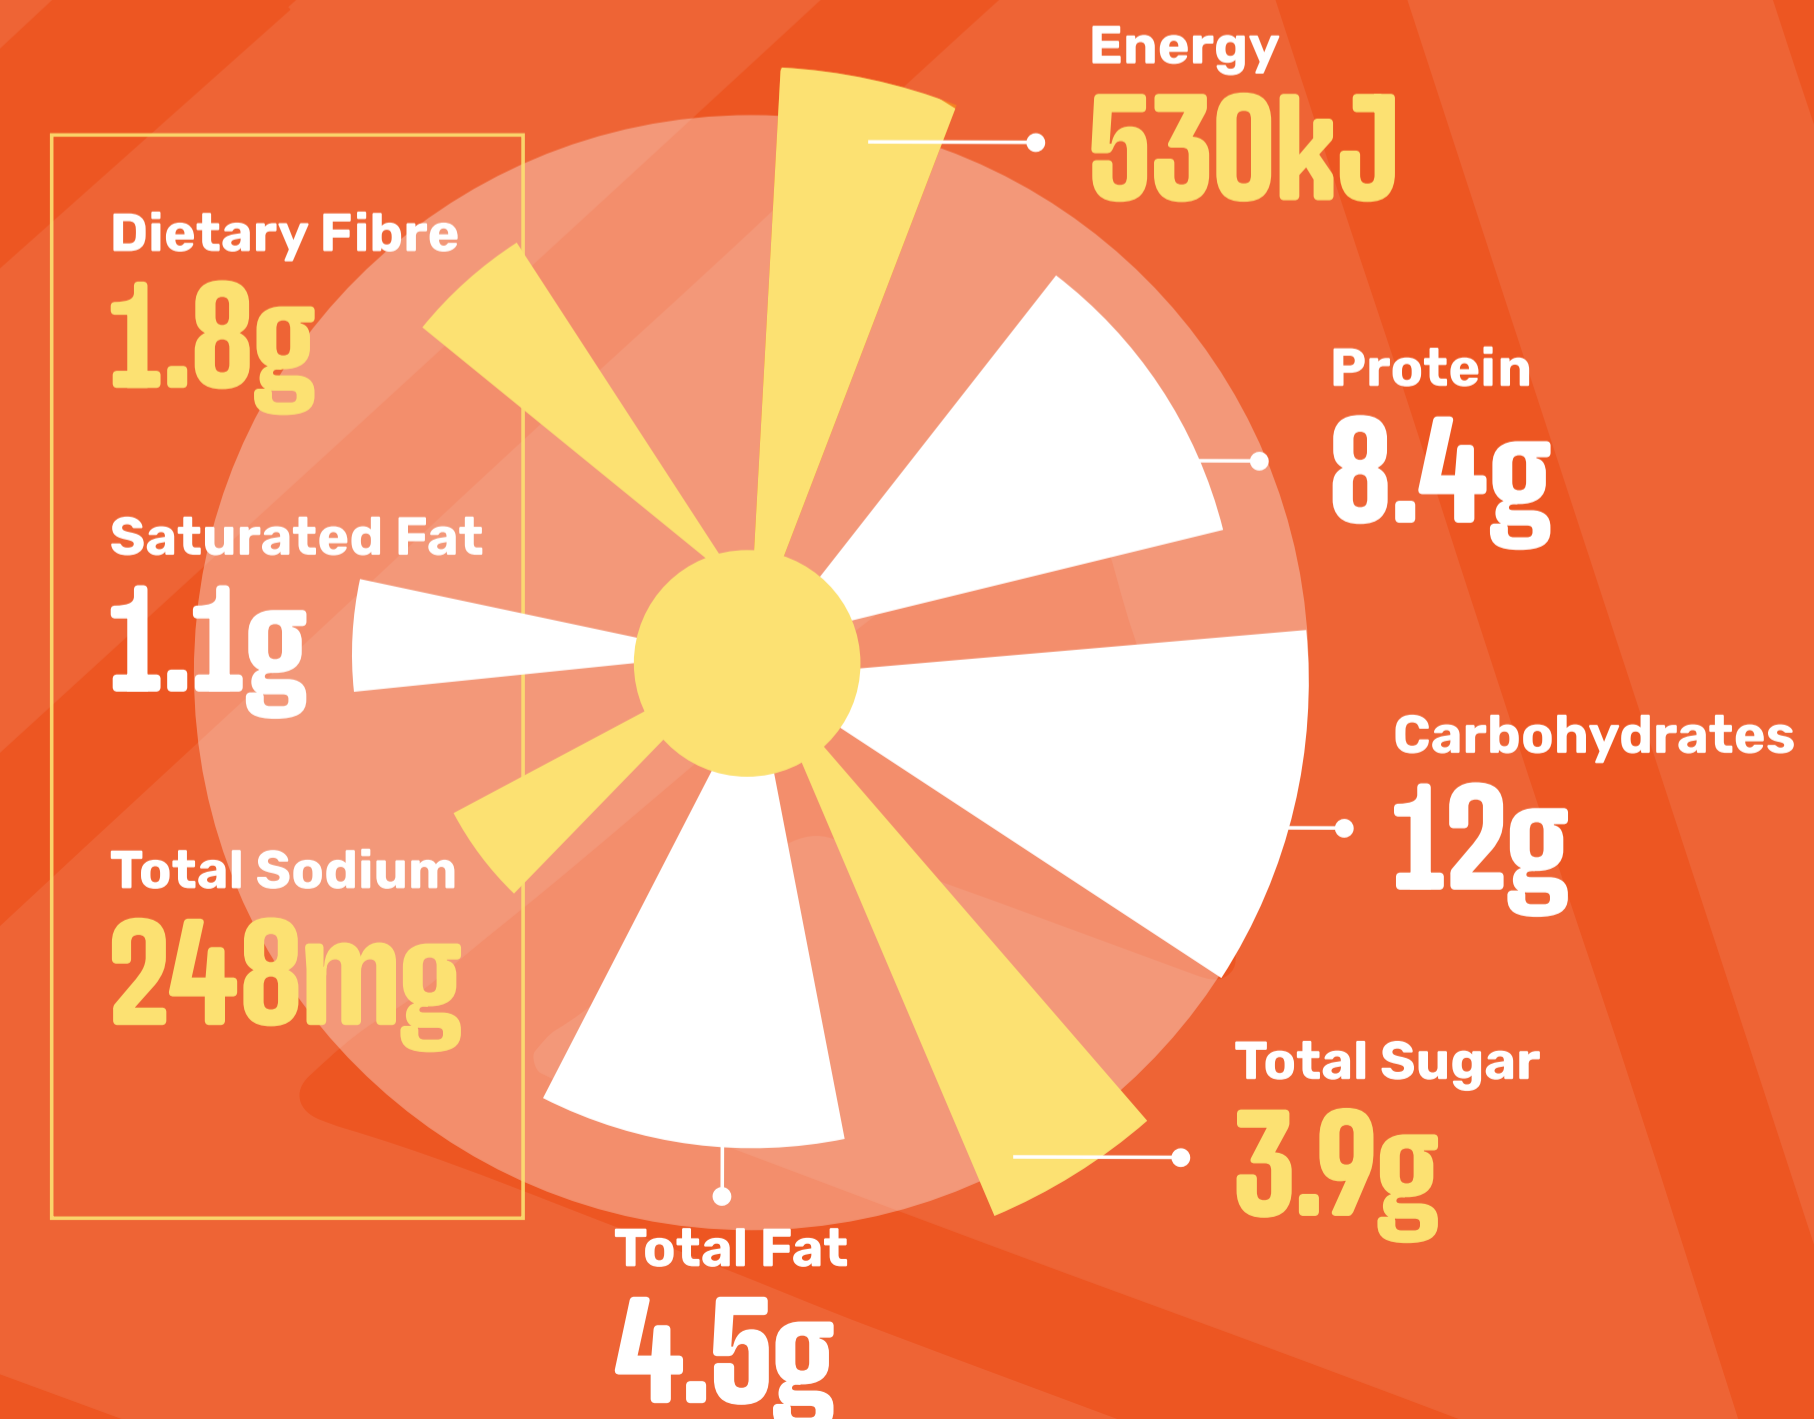 Energy
530kJ
Protein
8.4g
Carbohydrates
12g
Total Sugar
3.9g
Total Fat
4.5g
Total Sodium
248mg
Saturated Fat
1.1g
Dietary Fibre
1.8g